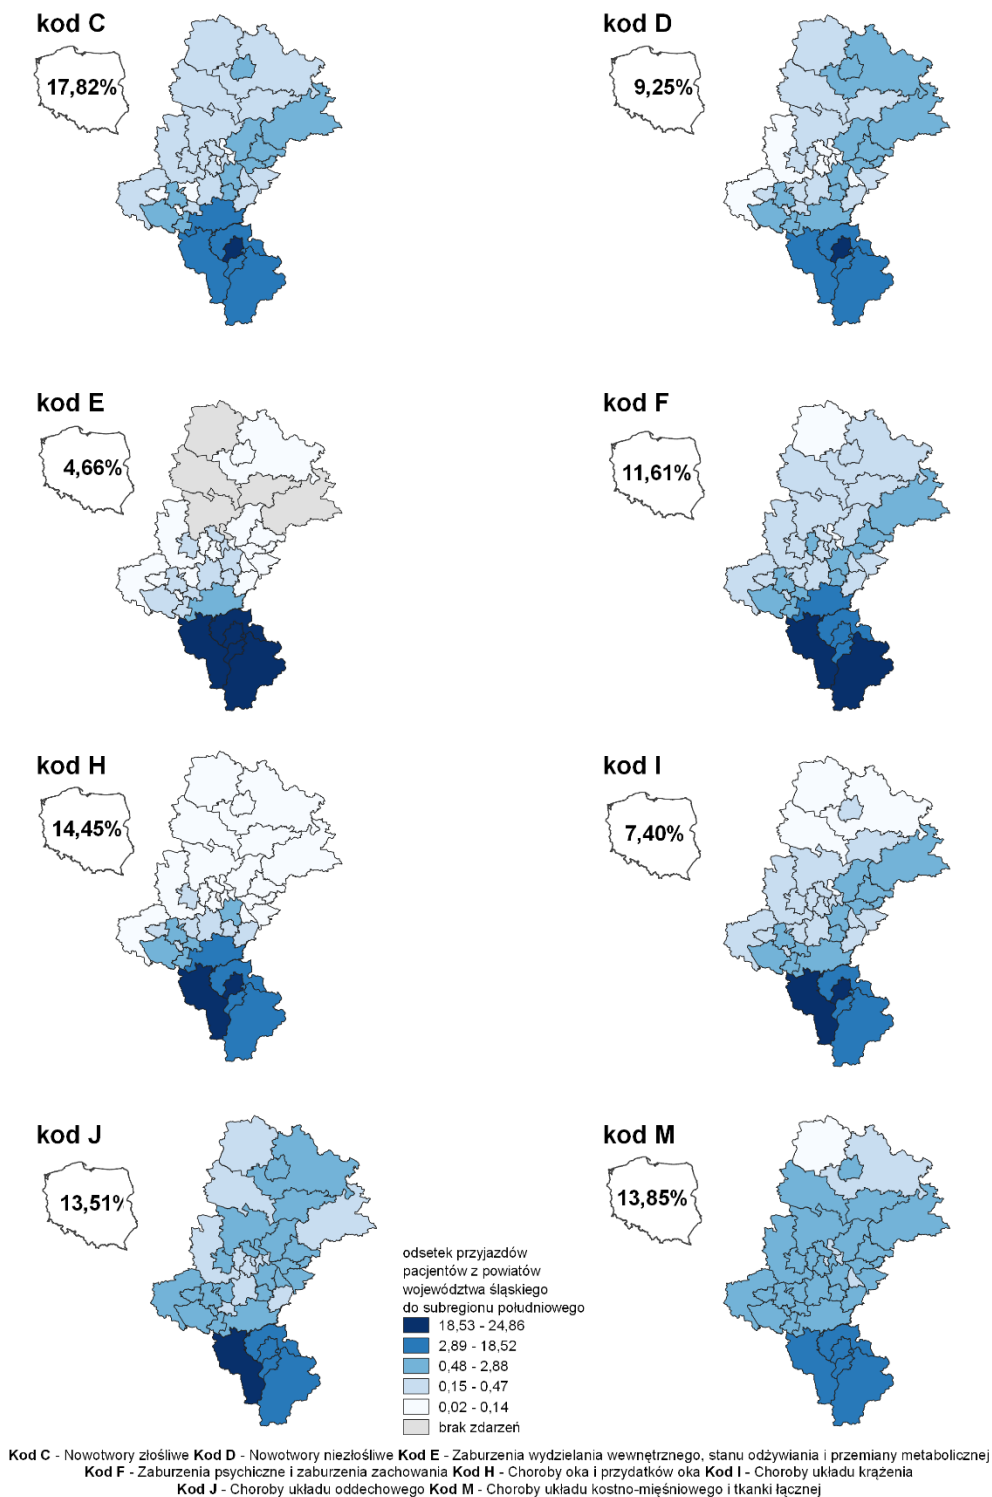 kod C
17,82%
kod D
9,25%
kod E
4,66%
kod F
11,61%
kod H
14,45%
kod I
7,40%
kod J
13,51%
kod M
13,85%
odsetek przyjazdów
pacjentów z powiatów
województwa śląskiego
do subregionu południowego
18,53 - 24,86
2,89 - 18,52
0,48 - 2,88
0,15 - 0,47
0,02 - 0,14
brak zdarzeń
Kod C - Nowotwory złośliwe Kod D - Nowotwory niezłośliwe Kod E - Zaburzenia wydzielania wewnętrznego, stanu odżywiania i przemiany metabolicznej
Kod F - Zaburzenia psychiczne i zaburzenia zachowania Kod H - Choroby oka i przydatków oka Kod I - Choroby układu krążenia
Kod J - Choroby układu oddechowego Kod M - Choroby układu kostno-mięśniowego i tkanki łącznej